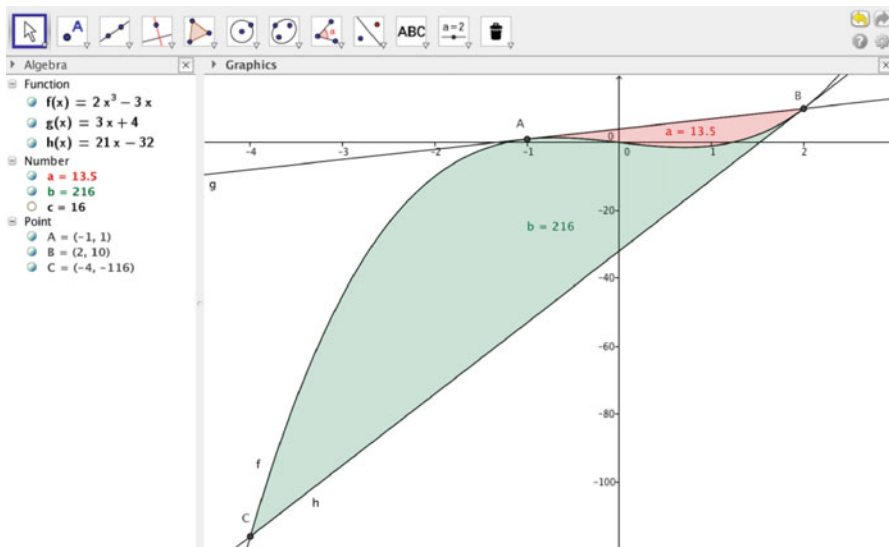 A
ABC
a=2
Algebra
Function
f(x) = 2 x³ − 3 x
g(x) = 3 x + 4
h(x) = 21 x − 32
Number
a = 13.5
b = 216
c = 16
Point
A = (−1, 1)
B = (2, 10)
C = (−4, −116)
Graphics
B
A
a = 13.5
0
-4
-3
-2
-1
0
1
2
g
-20
b = 216
-40
-60
-80
-100
f
h
C